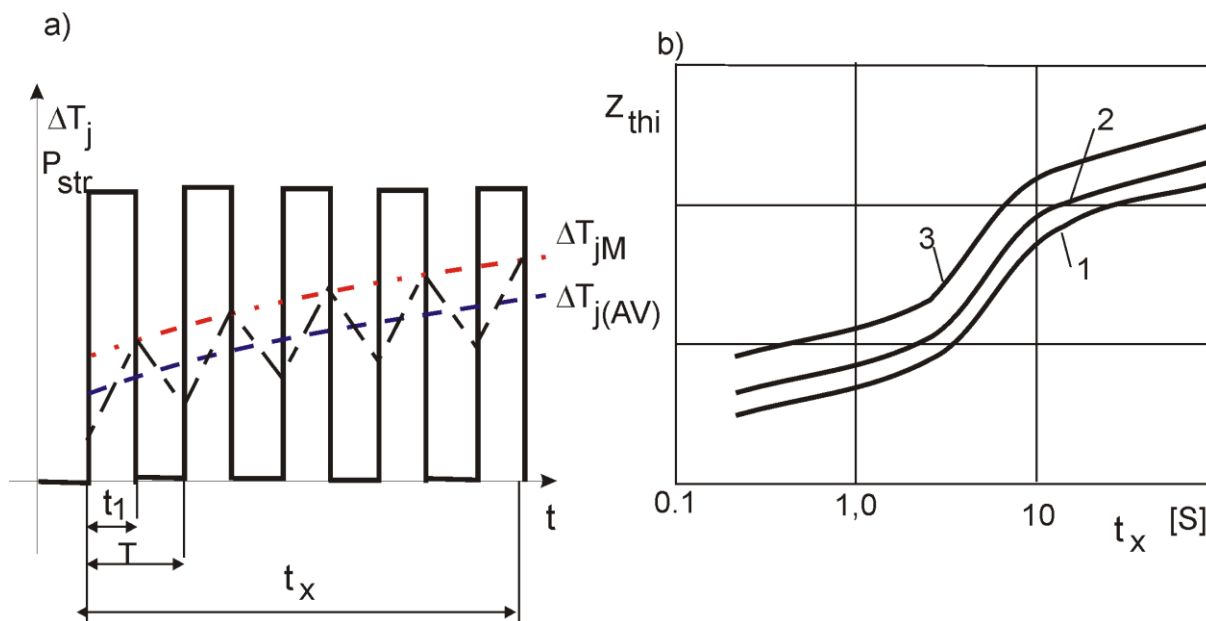 a)
ΔTj
Pstr
ΔTjM
ΔTj(AV)
t1
T
t
tx
b)
Zthi
2
3
1
0.1
1,0
10
tx
[S]